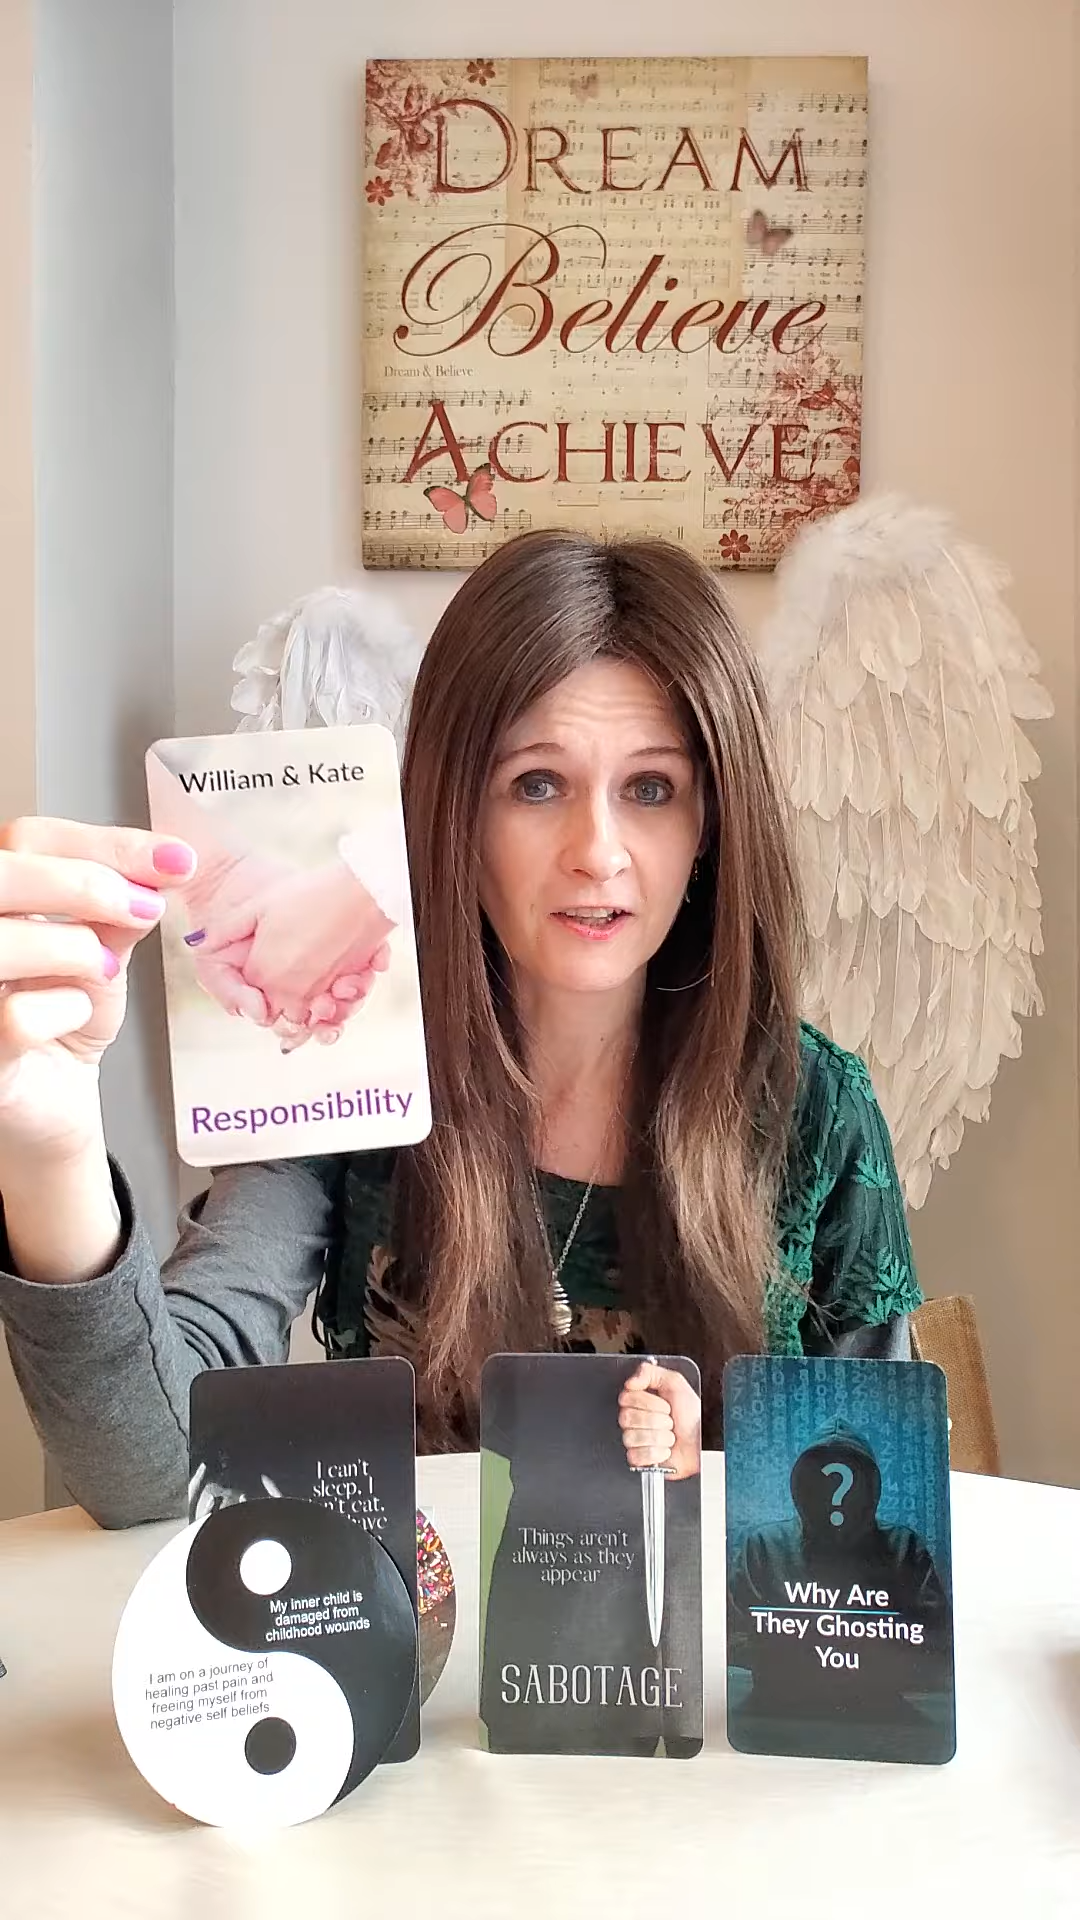 DREAM
Believe
Dream & Believe
ACHIEVE
William & Kate
Responsibility
I can't
sleep, I
eat,
My inner child is
damaged from
childhood wounds
I am on a journey of
healing past pain and
freeing myself from
negative self beliefs
Things aren't
always as they
appear
SABOTAGE
?
Why Are
They Ghosting
You